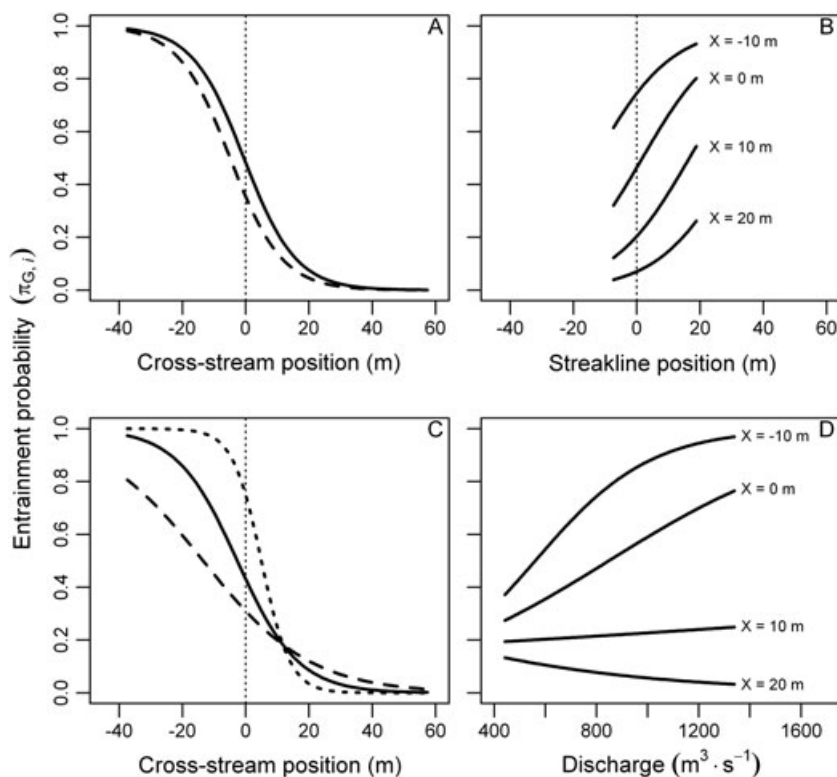 Entrainment probability (πG, i)
A
0.0 0.2 0.4 0.6 0.8 1.0
-40 -20 0 20 40 60
Cross-stream position (m)
B
X = -10 m
X = 0 m
X = 10 m
X = 20 m
-40 -20 0 20 40 60
Streakline position (m)
C
0.0 0.2 0.4 0.6 0.8 1.0
-40 -20 0 20 40 60
Cross-stream position (m)
D
X = -10 m
X = 0 m
X = 10 m
X = 20 m
400 800 1200 1600
Discharge (m³ · s⁻¹)